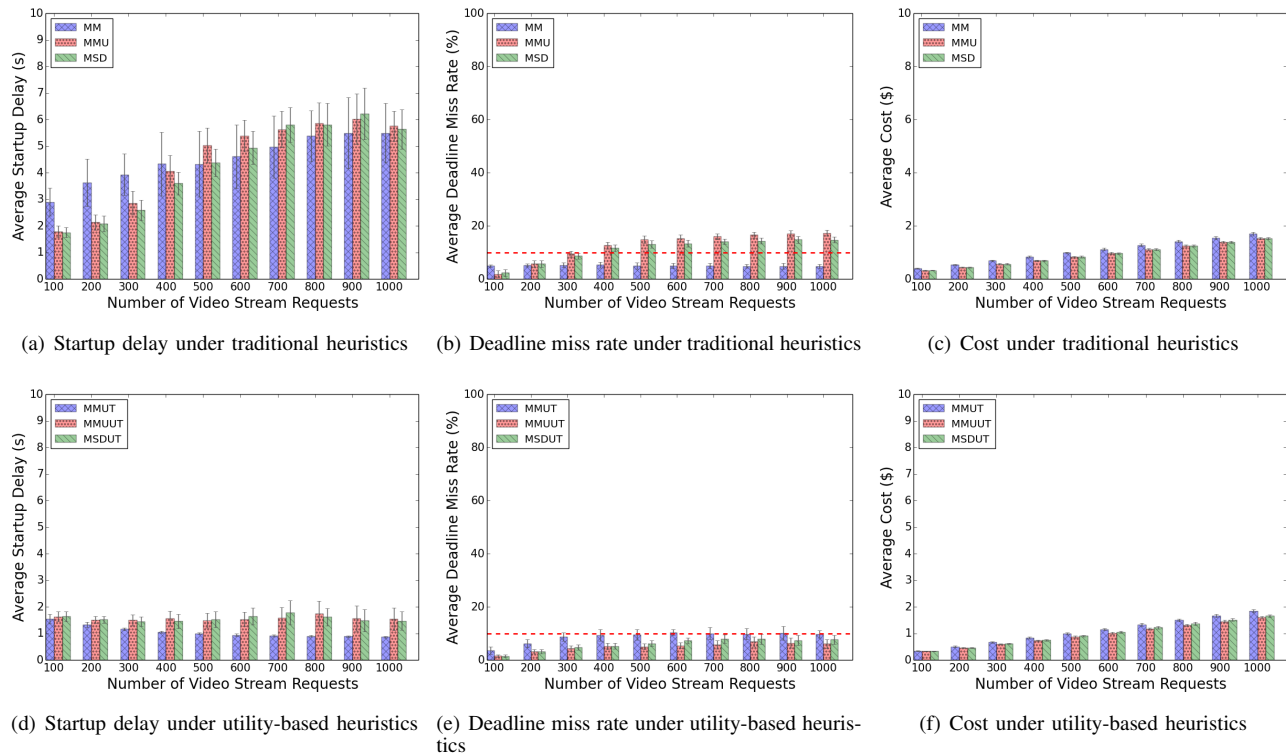 10
9
8
7
6
5
4
3
2
1
0
Average Startup Delay (s)
MM
MMU
MSD
100 200 300 400 500 600 700 800 900 1000
Number of Video Stream Requests
(a) Startup delay under traditional heuristics
100
80
60
40
20
0
Average Deadline Miss Rate (%)
MM
MMU
MSD
100 200 300 400 500 600 700 800 900 1000
Number of Video Stream Requests
(b) Deadline miss rate under traditional heuristics
10
8
6
4
2
0
Average Cost ($)
MM
MMU
MSD
100 200 300 400 500 600 700 800 900 1000
Number of Video Stream Requests
(c) Cost under traditional heuristics
10
9
8
7
6
5
4
3
2
1
0
Average Startup Delay (s)
MMUT
MMUUT
MSDUT
100 200 300 400 500 600 700 800 900 1000
Number of Video Stream Requests
(d) Startup delay under utility-based heuristics
100
80
60
40
20
0
Average Deadline Miss Rate (%)
MMUT
MMUUT
MSDUT
100 200 300 400 500 600 700 800 900 1000
Number of Video Stream Requests
(e) Deadline miss rate under utility-based heuris-
tics
10
9
8
7
6
5
4
3
2
1
0
Average Cost ($)
MMUT
MMUUT
MSDUT
100 200 300 400 500 600 700 800 900 1000
Number of Video Stream Requests
(f) Cost under utility-based heuristics